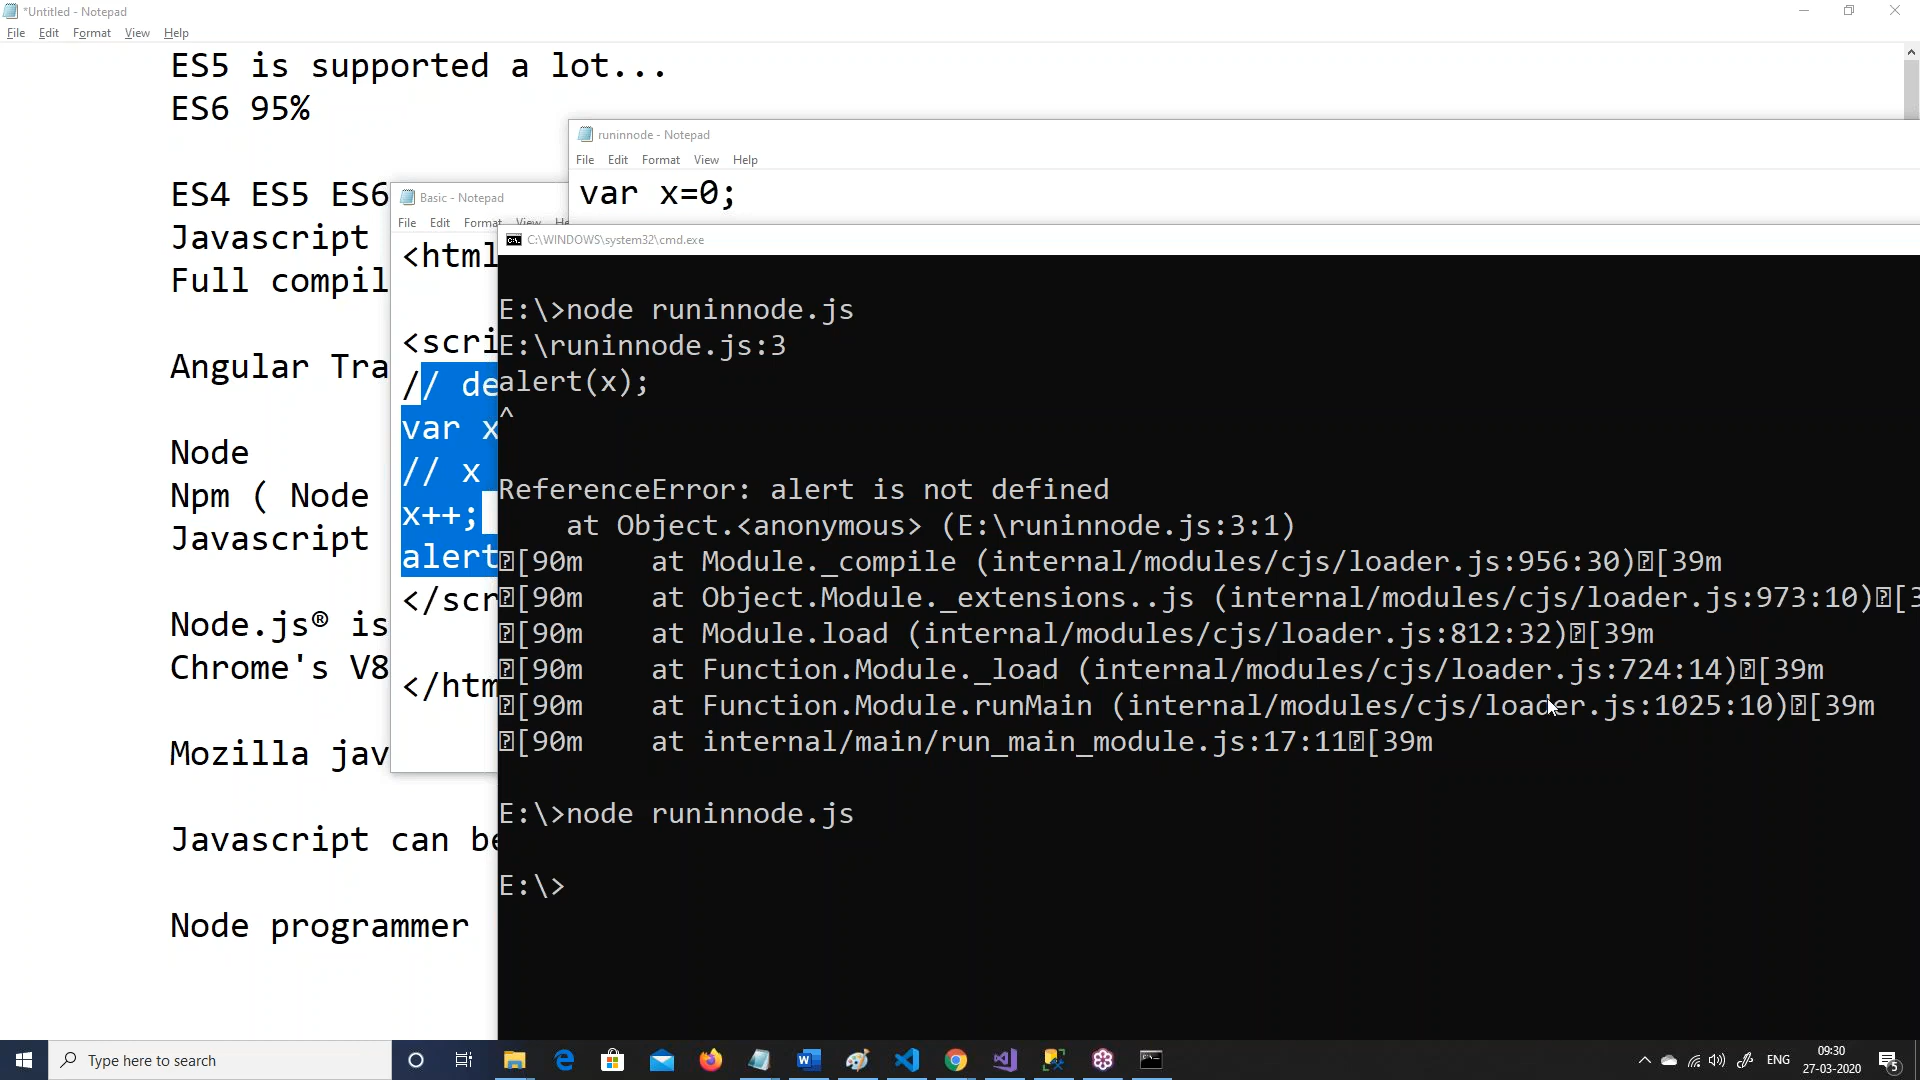 *Untitled - Notepad
File Edit Format View Help
ES5 is supported a lot...
ES6 95%
ES4 ES5 ES6
Javascript
Full compil
Angular Tra
Node
Npm ( Node
Javascript
Node.js® is
Chrome's V8
Mozilla jav
Javascript can be
Node programmer
runinnode - Notepad
File Edit Format View Help
var x=0;
Basic - Notepad
File Edit Format View He
<html
<scri
// de
var x
// x
x++;
alert
</scr
</htm
C:\WINDOWS\system32\cmd.exe
E:\>node runinnode.js
E:\runinnode.js:3
alert(x);
^
ReferenceError: alert is not defined
    at Object.<anonymous> (E:\runinnode.js:3:1)
[90m    at Module._compile (internal/modules/cjs/loader.js:956:30)[39m
[90m    at Object.Module._extensions..js (internal/modules/cjs/loader.js:973:10)[3
[90m    at Module.load (internal/modules/cjs/loader.js:812:32)[39m
[90m    at Function.Module._load (internal/modules/cjs/loader.js:724:14)[39m
[90m    at Function.Module.runMain (internal/modules/cjs/loader.js:1025:10)[39m
[90m    at internal/main/run_main_module.js:17:11[39m
E:\>node runinnode.js
E:\>
Type here to search
ENG
09:30
27-03-2020
5